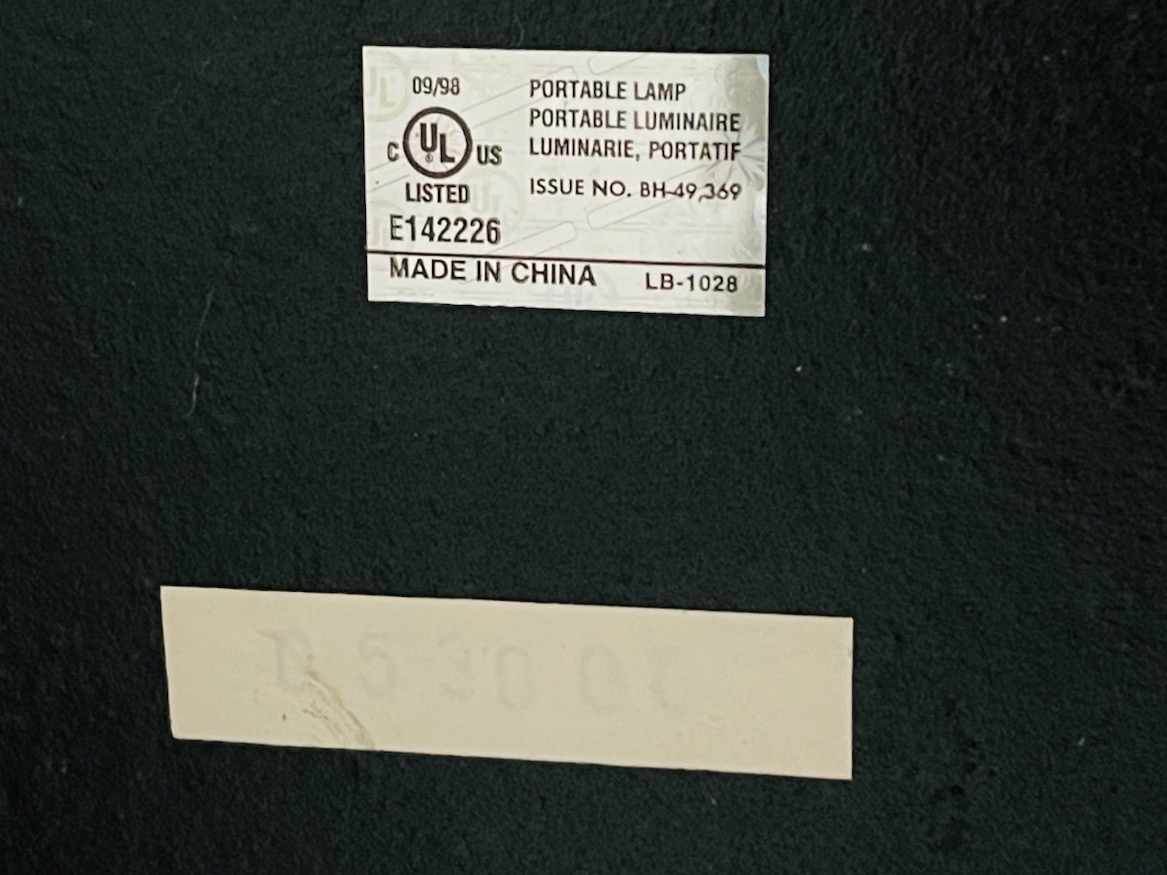 09/98
C UL® US
LISTED
E142226
PORTABLE LAMP
PORTABLE LUMINAIRE
LUMINARIE, PORTATIF
ISSUE NO. BH-49,369
MADE IN CHINA LB-1028